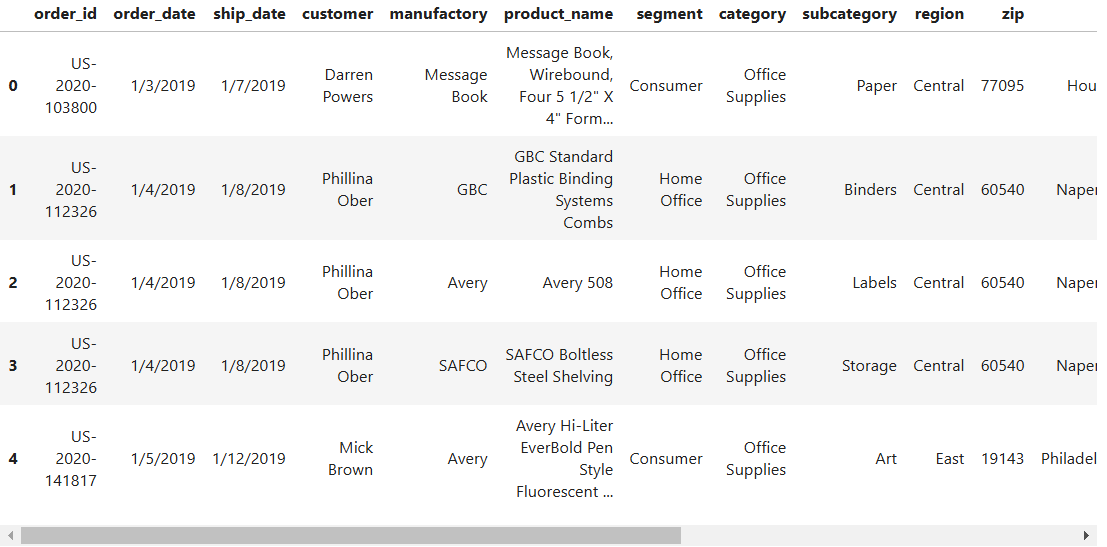 order_id order_date ship_date customer manufactory product_name segment category subcategory region zip
0 US-2020-103800 1/3/2019 1/7/2019 Darren Powers Message Book Message Book, Wirebound, Four 5 1/2" X 4" Form... Consumer Office Supplies Paper Central 77095 Hou
1 US-2020-112326 1/4/2019 1/8/2019 Phillina Ober GBC GBC Standard Plastic Binding Systems Combs Home Office Office Supplies Binders Central 60540 Naper
2 US-2020-112326 1/4/2019 1/8/2019 Phillina Ober Avery Avery 508 Home Office Office Supplies Labels Central 60540 Naper
3 US-2020-112326 1/4/2019 1/8/2019 Phillina Ober SAFCO SAFCO Boltless Steel Shelving Home Office Office Supplies Storage Central 60540 Naper
4 US-2020-141817 1/5/2019 1/12/2019 Mick Brown Avery Avery Hi-Liter EverBold Pen Style Fluorescent ... Consumer Office Supplies Art East 19143 Philadel